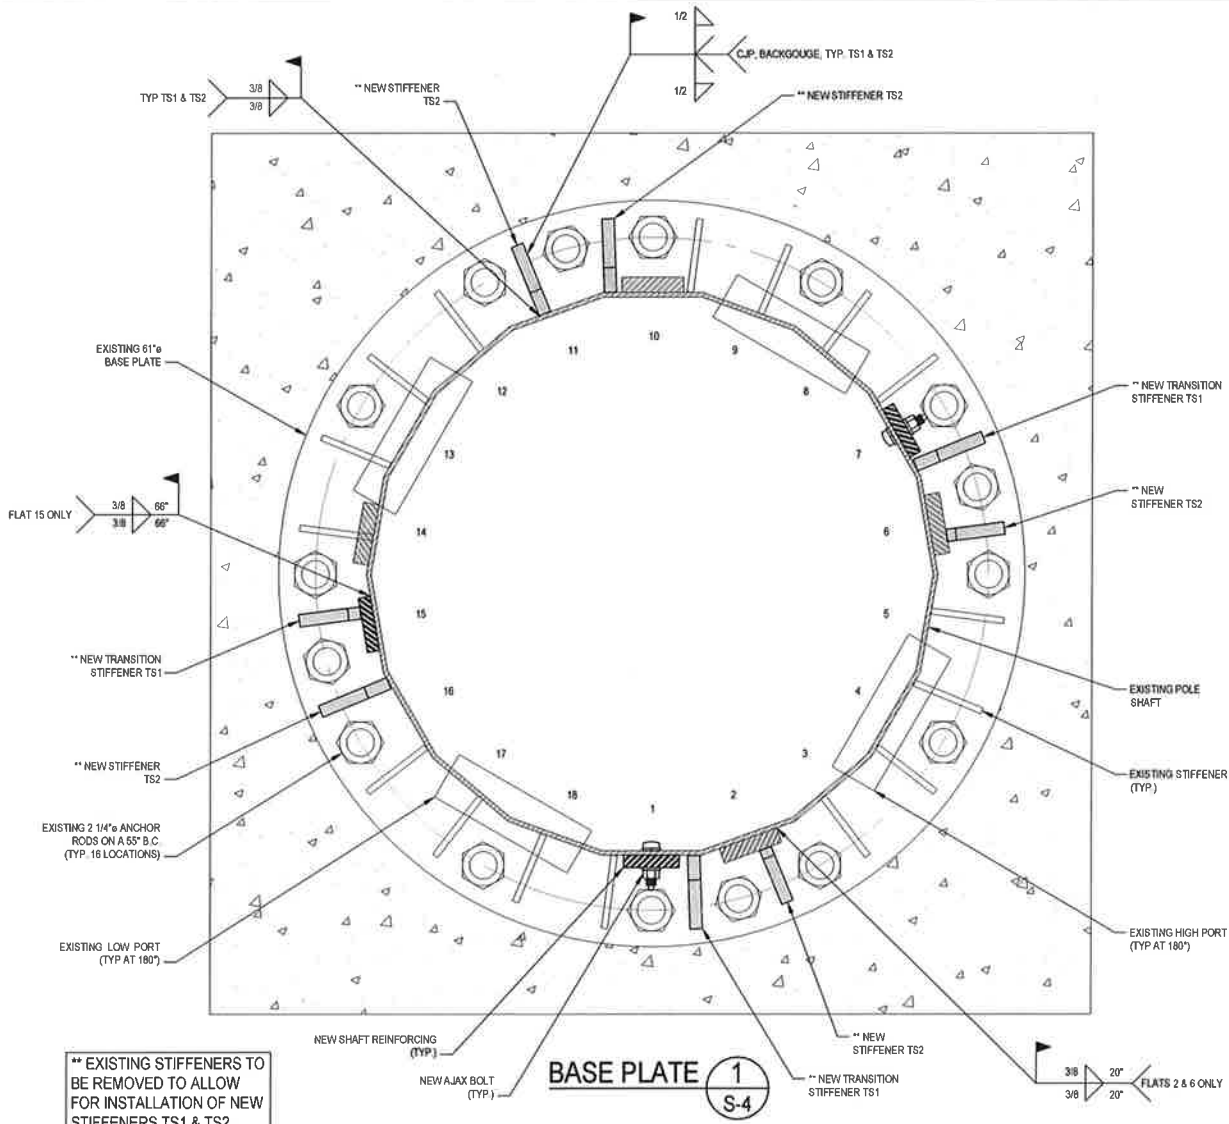 1/2
CJP, BACKGOUGE, TYP. TS1 & TS2
1/2
TYP TS1 & TS2
3/8
3/8
** NEW STIFFENER
TS2
** NEW STIFFENER TS2
EXISTING 61"ø
BASE PLATE
11
10
9
12
8
** NEW TRANSITION
STIFFENER TS1
13
7
FLAT 15 ONLY
3/8 66"
3/8 66"
** NEW
STIFFENER TS2
14
6
15
5
** NEW TRANSITION
STIFFENER TS1
16
4
EXISTING POLE
SHAFT
** NEW STIFFENER
TS2
17
3
EXISTING STIFFENER
(TYP.)
18
1
2
EXISTING 2 1/4"ø ANCHOR
RODS ON A 55" B.C.
(TYP. 16 LOCATIONS)
EXISTING LOW PORT
(TYP AT 180°)
EXISTING HIGH PORT
(TYP AT 180°)
NEW SHAFT REINFORCING
(TYP.)
** NEW
STIFFENER TS2
NEW AJAX BOLT
(TYP.)
BASE PLATE
1
S-4
** NEW TRANSITION
STIFFENER TS1
3/8 20"
3/8 20"
FLATS 2 & 6 ONLY
** EXISTING STIFFENERS TO
BE REMOVED TO ALLOW
FOR INSTALLATION OF NEW
STIFFENERS TS1 & TS2